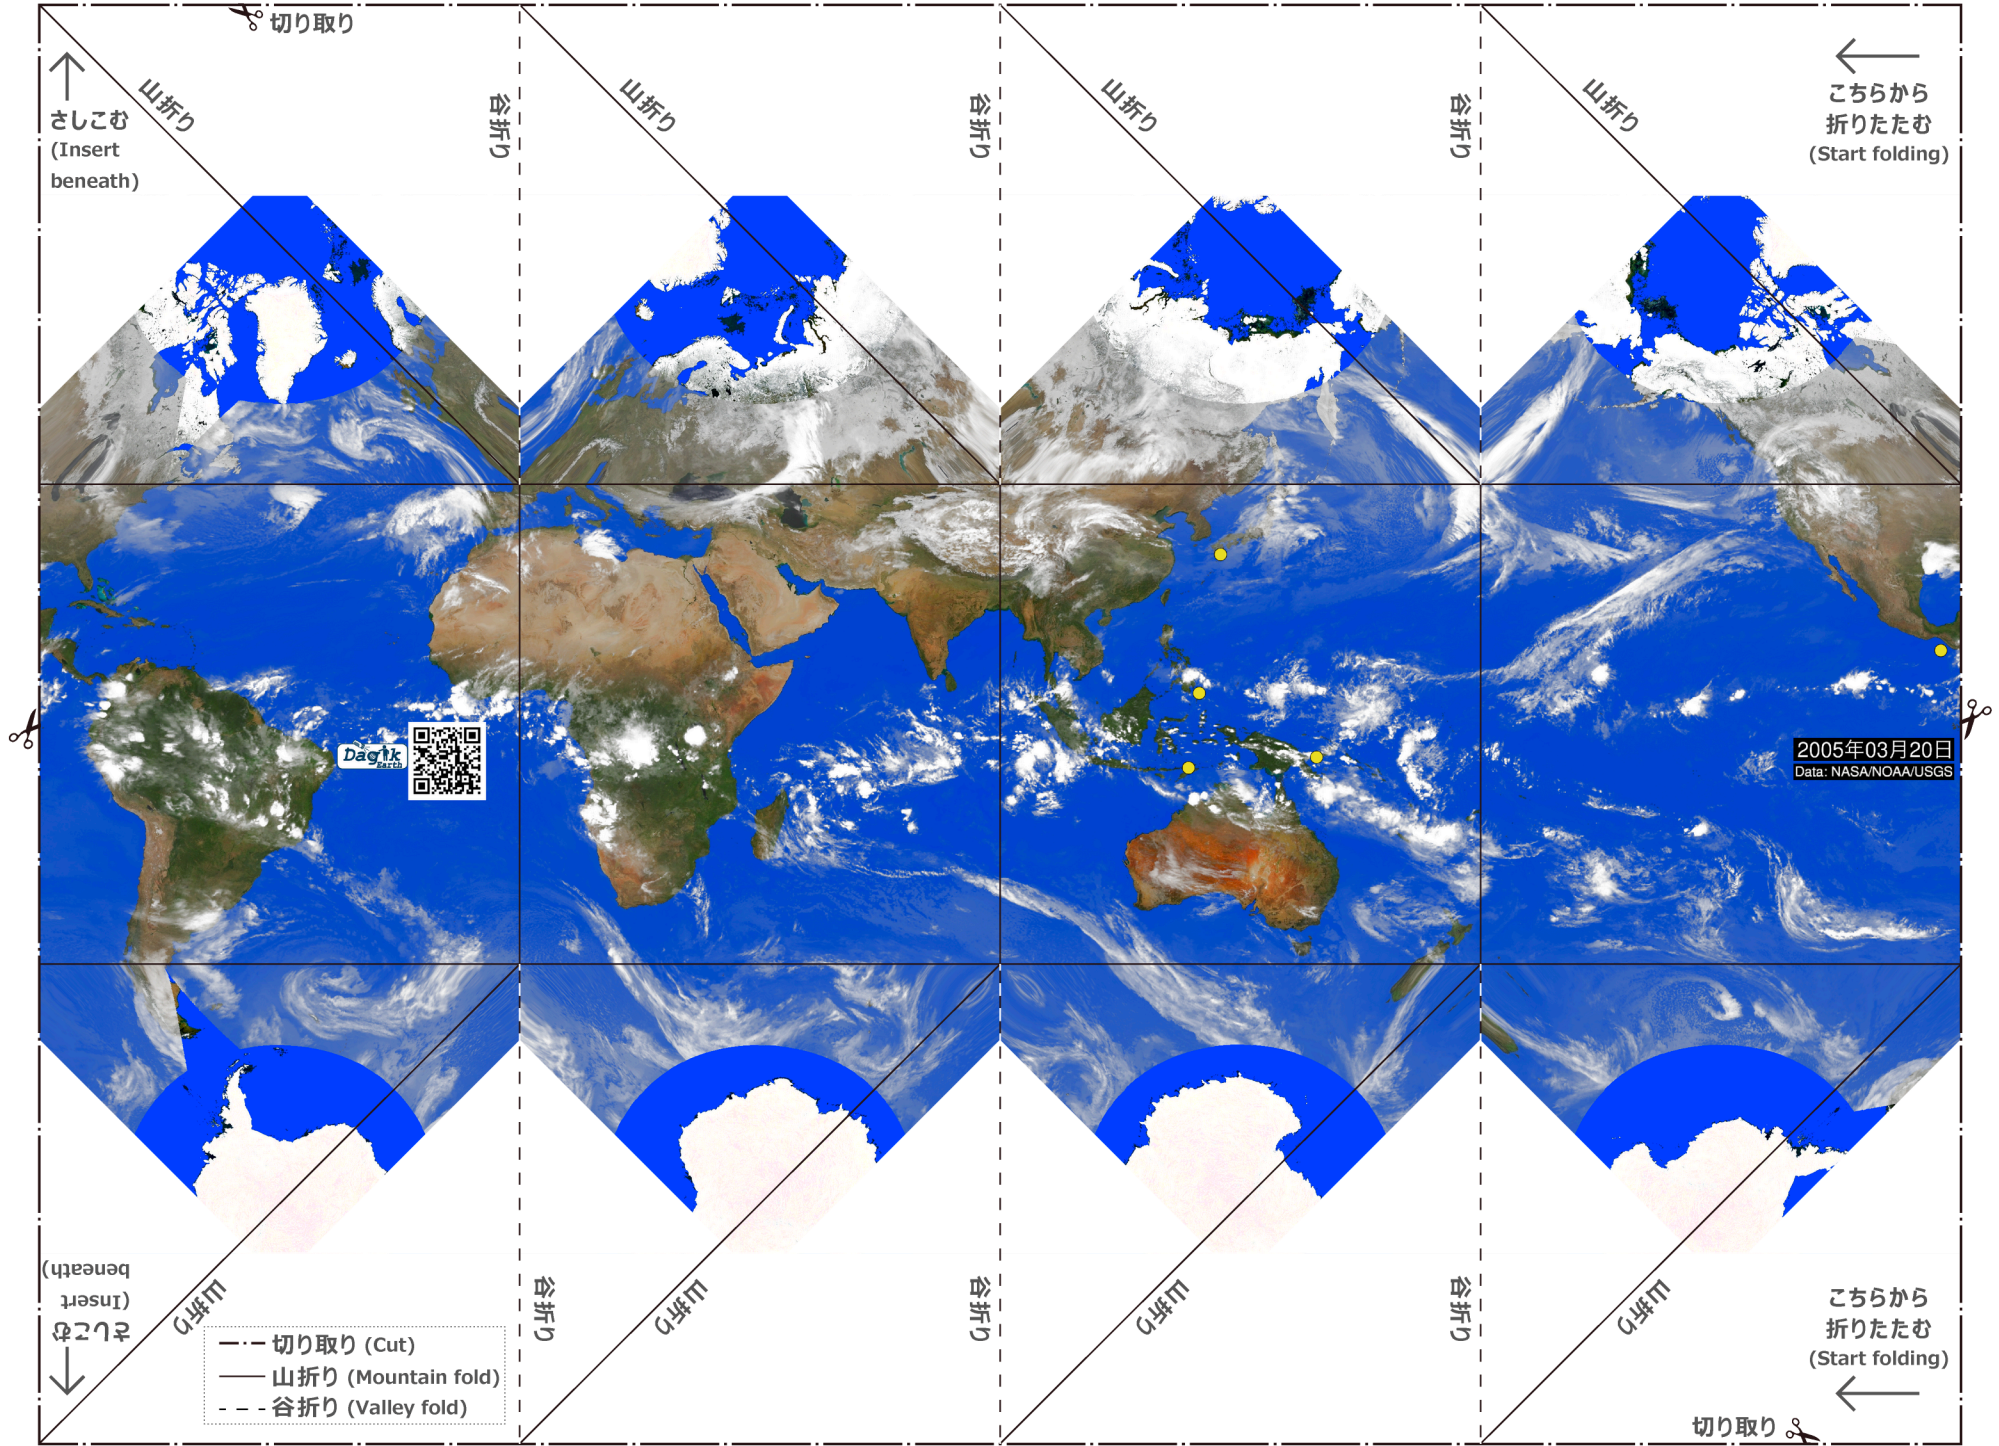 切り取り
さしこむ
(Insert
beneath)
山折り
谷折り
山折り
谷折り
山折り
谷折り
山折り
こちらから
折りたたむ
(Start folding)
Dagik
Earth
2005年03月20日
Data: NASA/NOAA/USGS
さしこむ
(Insert
beneath)
山折り
谷折り
山折り
谷折り
山折り
谷折り
山折り
こちらから
折りたたむ
(Start folding)
切り取り (Cut)
山折り (Mountain fold)
谷折り (Valley fold)
切り取り